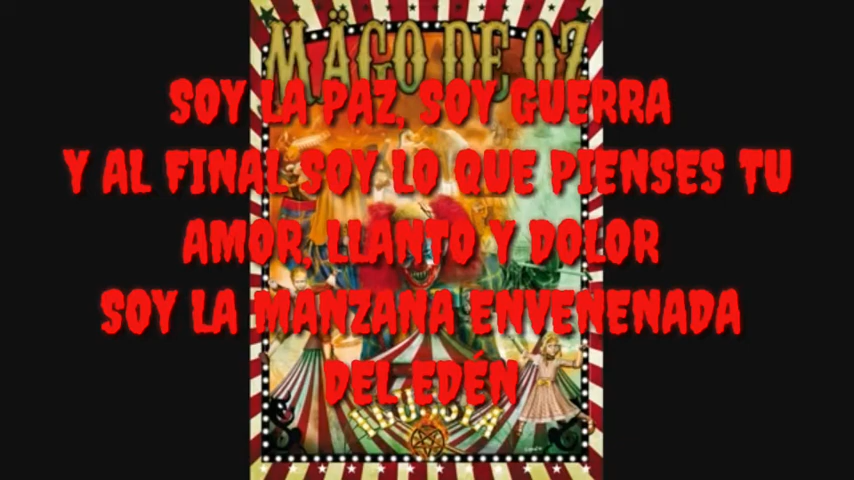 MÄGO DE OZ
SOY LA PAZ, SOY GUERRA
Y AL FINAL SOY LO QUE PIENSES TU
AMOR, LLANTO Y DOLOR
SOY LA MANZANA ENVENENADA
DEL EDÉN